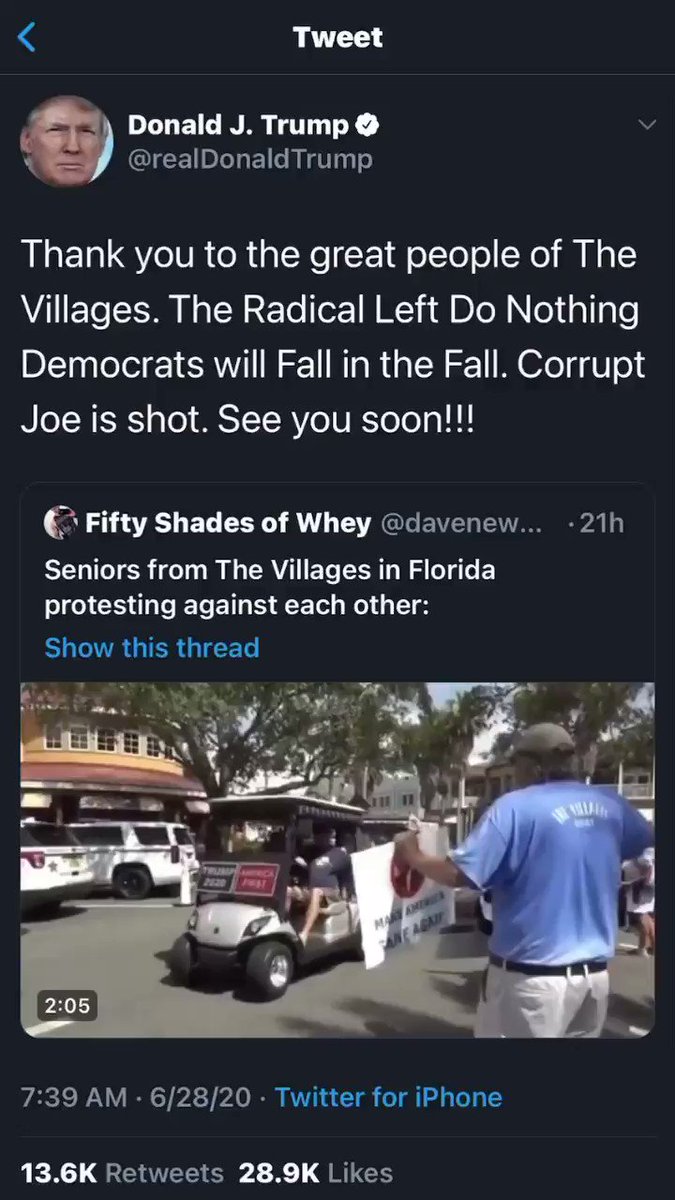 Tweet
Donald J. Trump
@realDonaldTrump
Thank you to the great people of The
Villages. The Radical Left Do Nothing
Democrats will Fall in the Fall. Corrupt
Joe is shot. See you soon!!!
Fifty Shades of Whey @davenew... · 21h
Seniors from The Villages in Florida
protesting against each other:
Show this thread
TRUMP
2020
AMERICA
FIRST
THE VILLAGES
MAKE AMERICA
SANE AGAIN
2:05
7:39 AM · 6/28/20 · Twitter for iPhone
13.6K Retweets 28.9K Likes